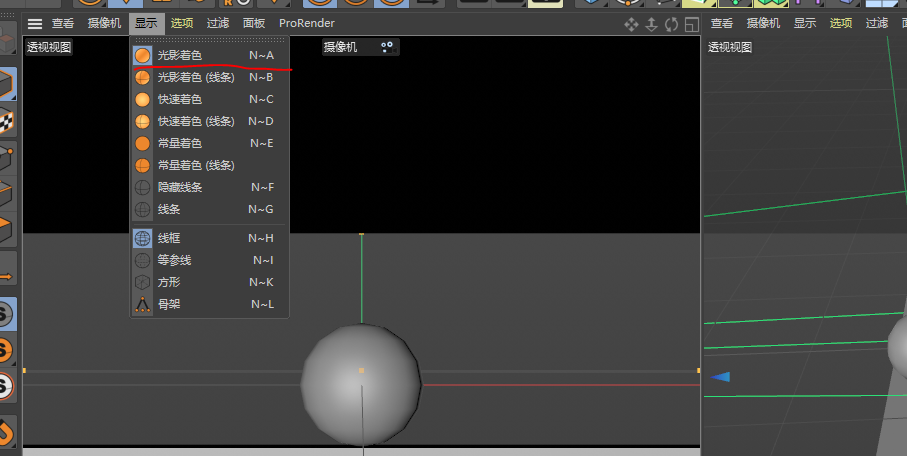 查看 摄像机 显示 选项 过滤 面板 ProRender
查看 摄像机 显示 选项 过滤
透视视图
摄像机
透视视图
光影着色 N~A
光影着色 (线条) N~B
快速着色 N~C
快速着色 (线条) N~D
常量着色 N~E
常量着色 (线条)
隐藏线条 N~F
线条 N~G
线框 N~H
等参线 N~I
方形 N~K
骨架 N~L